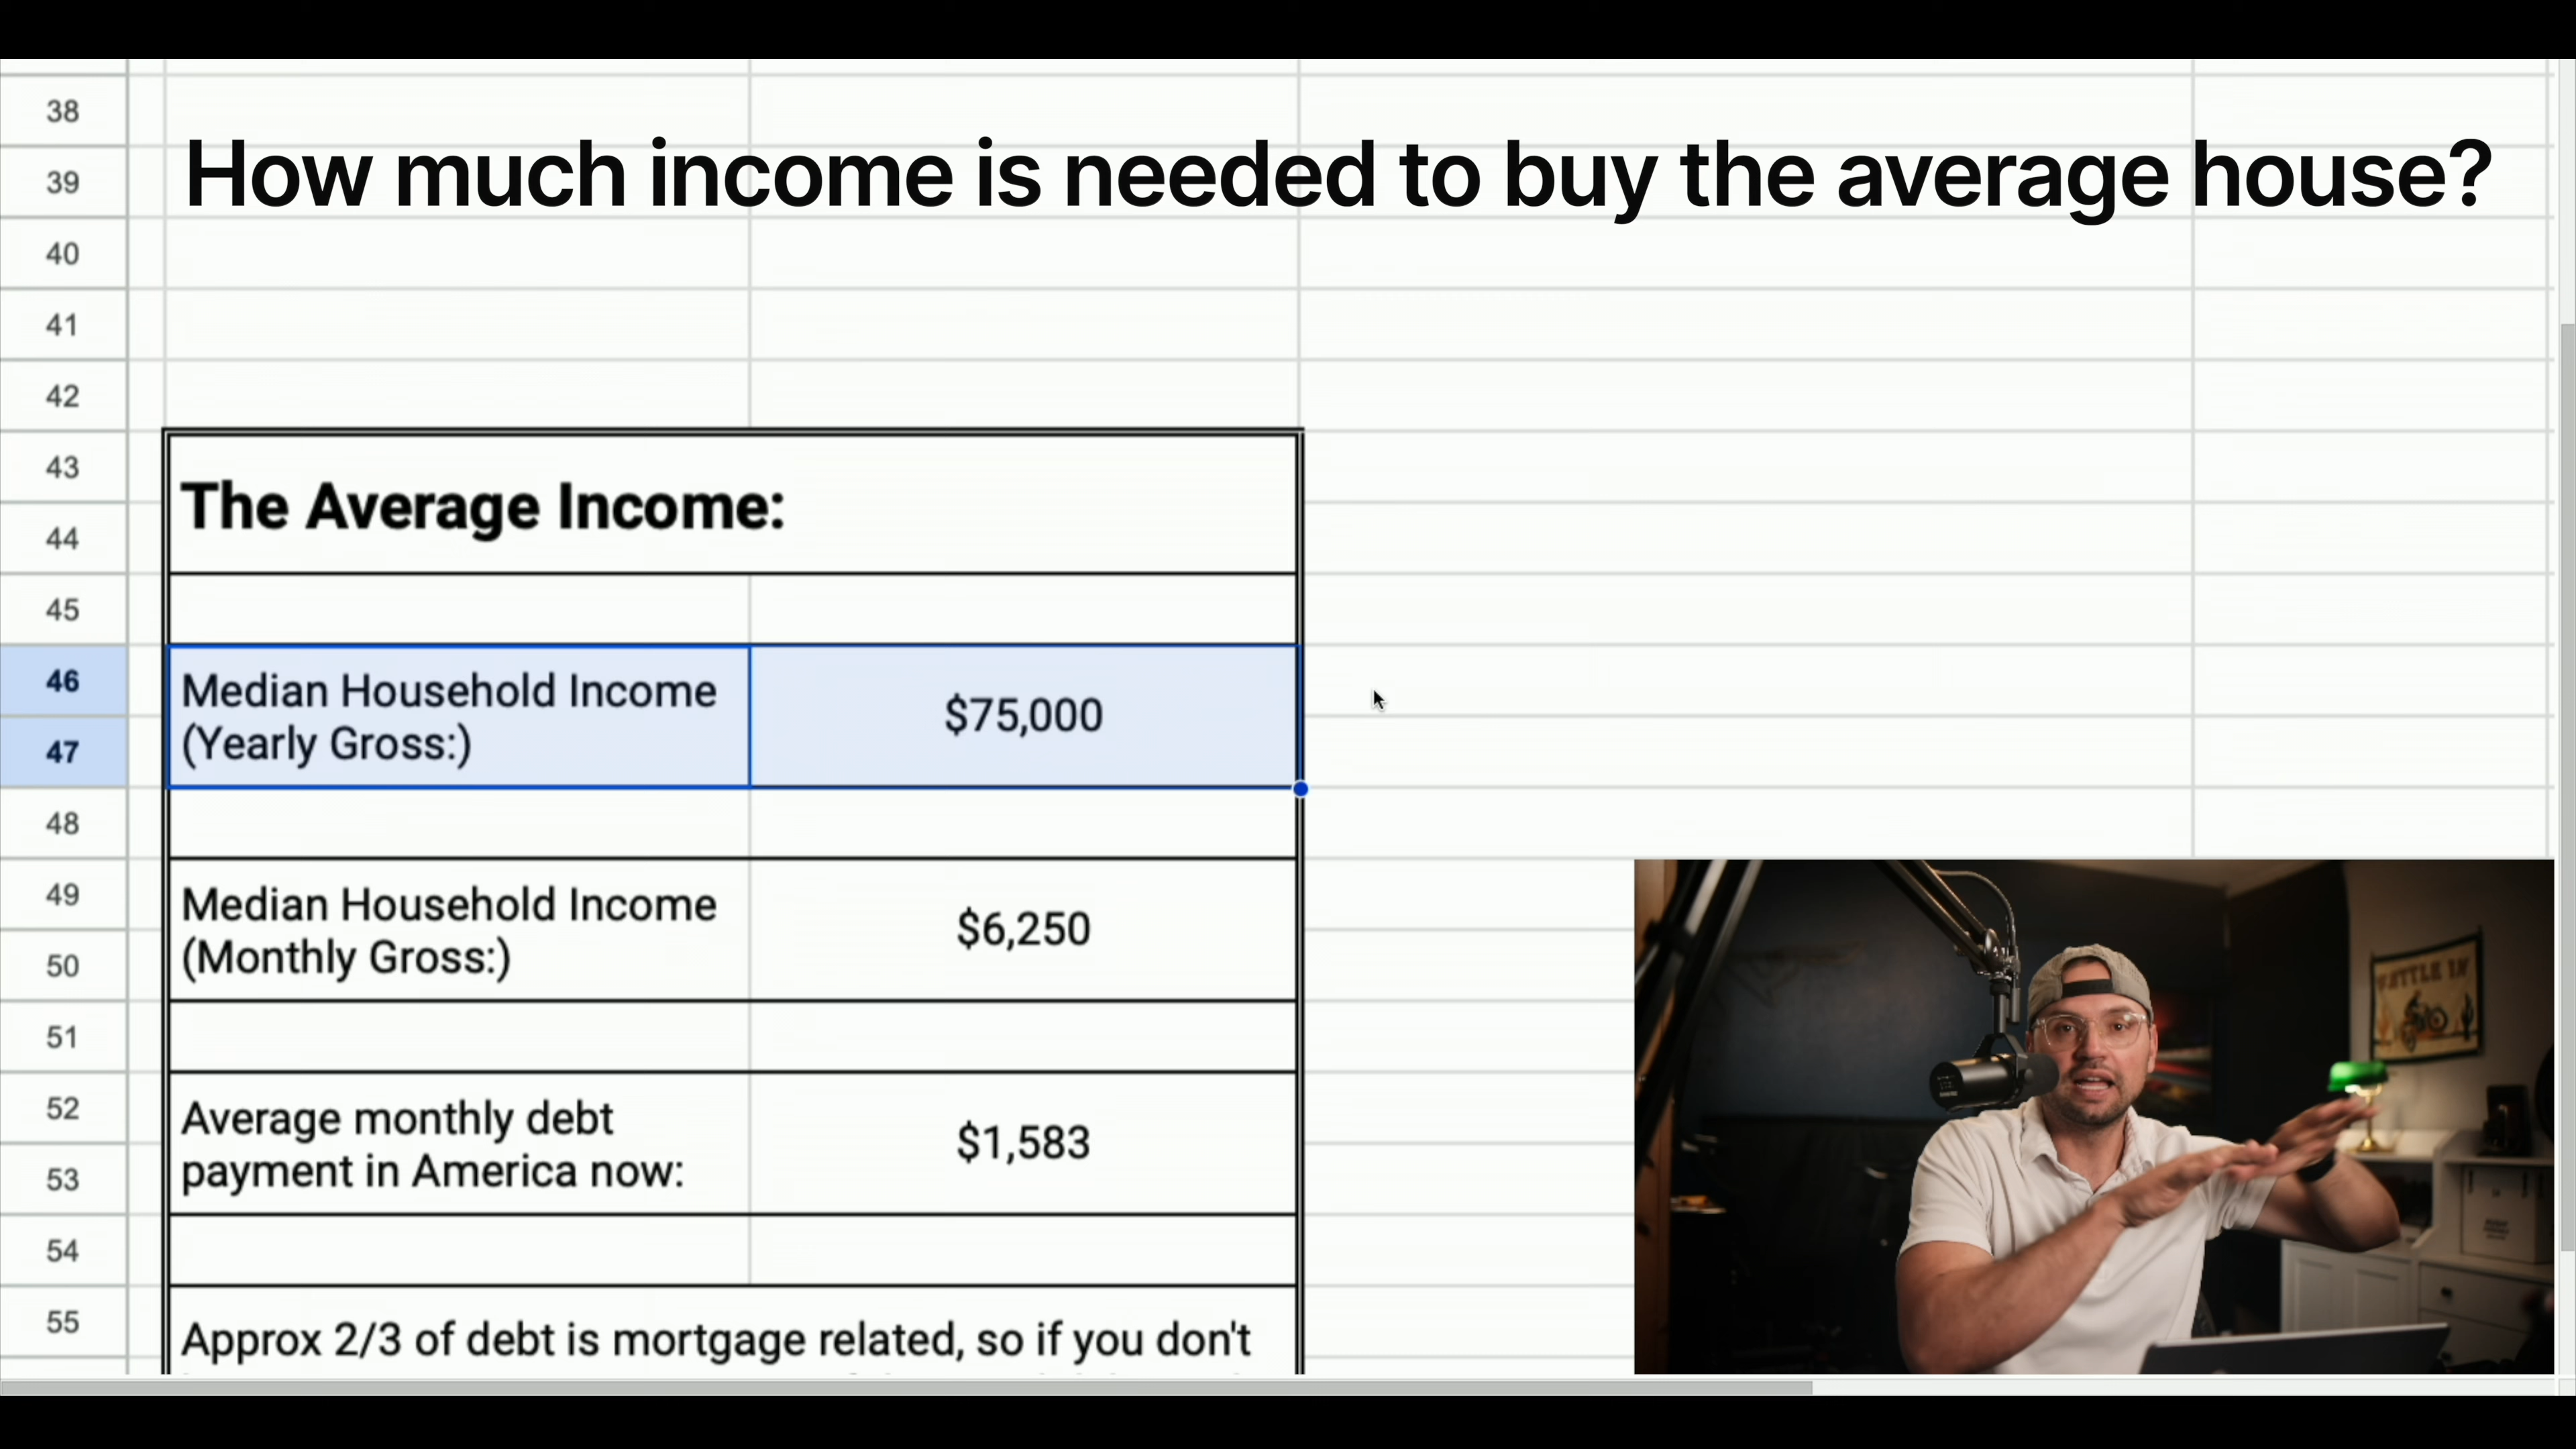 How much income is needed to buy the average house?
38
39
40
41
42
43
44
45
46
47
48
49
50
51
52
53
54
55
The Average Income:
Median Household Income
(Yearly Gross:)
$75,000
Median Household Income
(Monthly Gross:)
$6,250
Average monthly debt
payment in America now:
$1,583
Approx 2/3 of debt is mortgage related, so if you don't